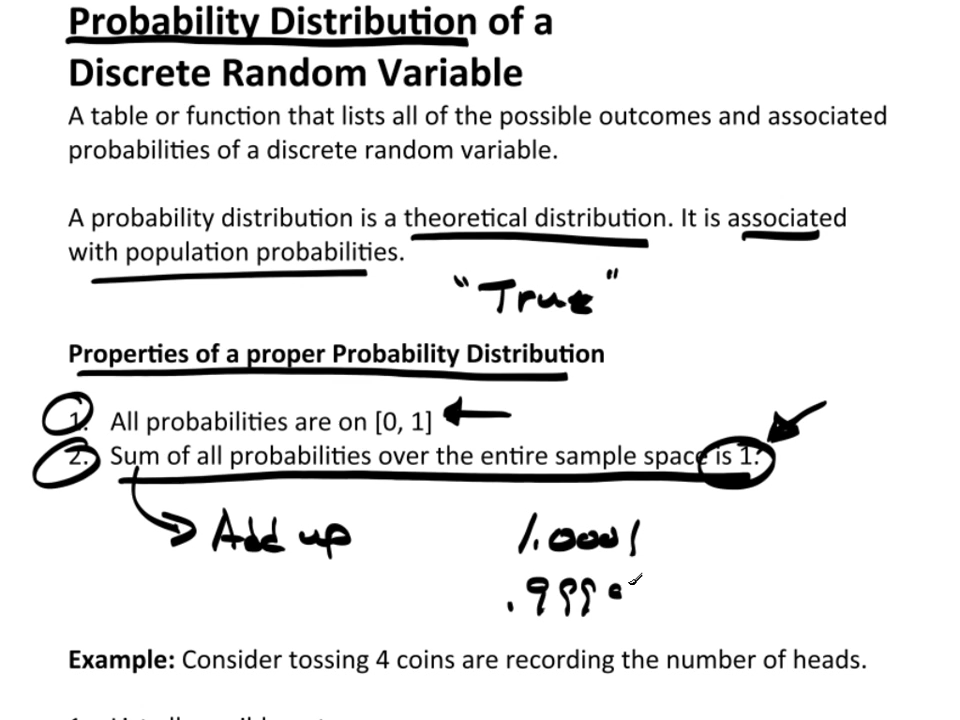 Probability Distribution of a
Discrete Random Variable
A table or function that lists all of the possible outcomes and associated
probabilities of a discrete random variable.
A probability distribution is a theoretical distribution. It is associated
with population probabilities.
"True"
Properties of a proper Probability Distribution
1. All probabilities are on [0, 1]
2. Sum of all probabilities over the entire sample space is 1.
Add up
1.0001
.999
Example: Consider tossing 4 coins are recording the number of heads.